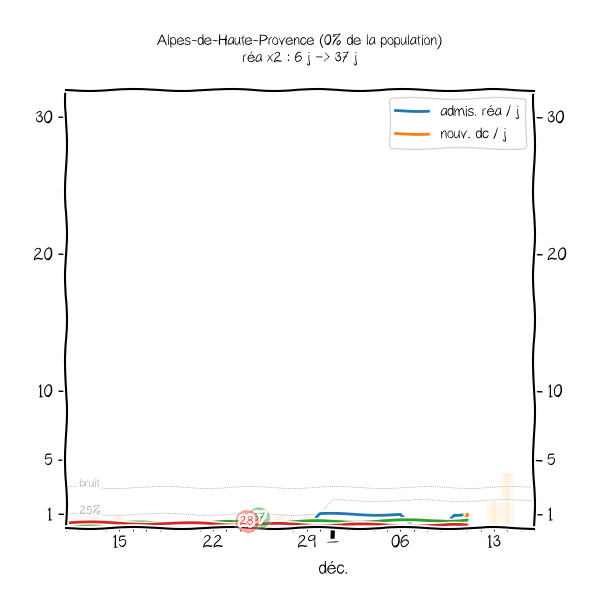 Alpes-de-Haute-Provence (0% de la population)
réa x2 : 6 j -> 37 j
admis. réa / j
nouv. dc / j
30 30
20 20
10 10
5 5
bruit
25%
1 1
28 37
15 22 29 06 13
déc.